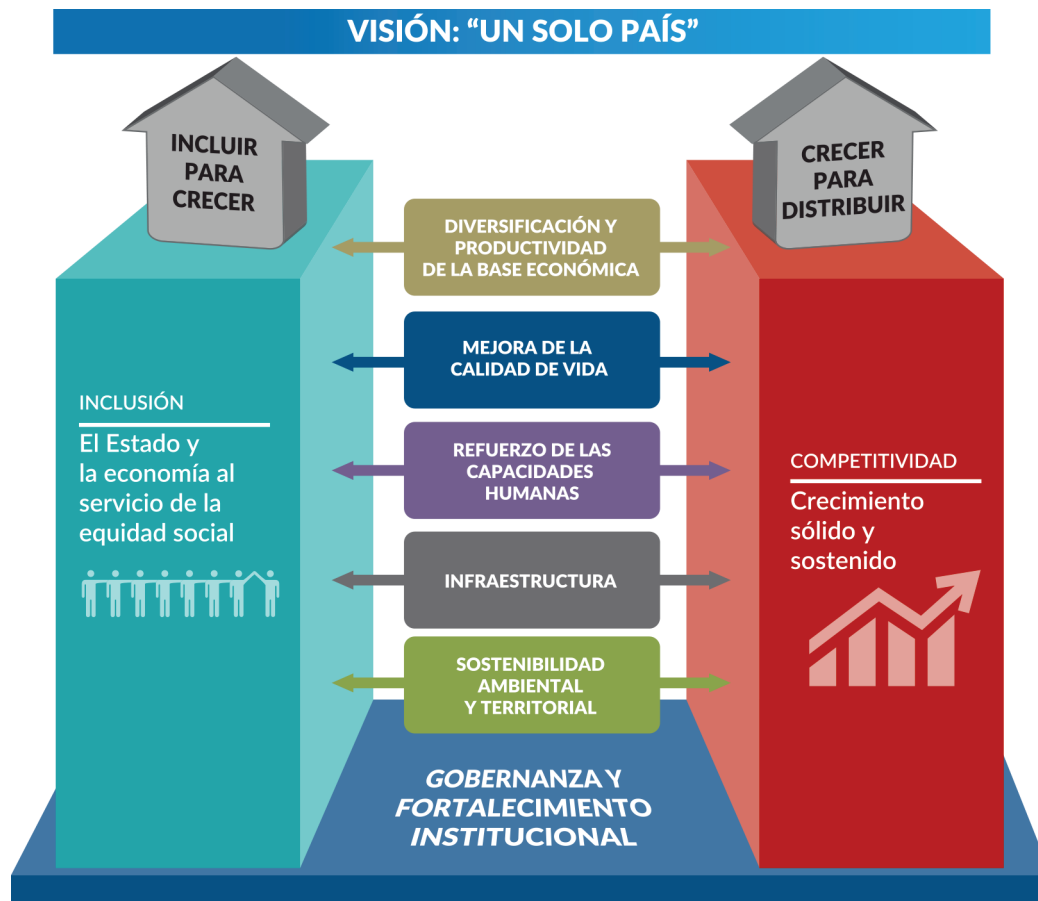 VISIÓN: “UN SOLO PAÍS”
INCLUIR
PARA
CRECER
CRECER
PARA
DISTRIBUIR
DIVERSIFICACIÓN Y
PRODUCTIVIDAD
DE LA BASE ECONÓMICA
MEJORA DE LA
CALIDAD DE VIDA
REFUERZO DE LAS
CAPACIDADES
HUMANAS
INFRAESTRUCTURA
SOSTENIBILIDAD
AMBIENTAL
Y TERRITORIAL
INCLUSIÓN
El Estado y
la economía al
servicio de la
equidad social
COMPETITIVIDAD
Crecimiento
sólido y
sostenido
GOBERNANZA Y
FORTALECIMIENTO
INSTITUCIONAL